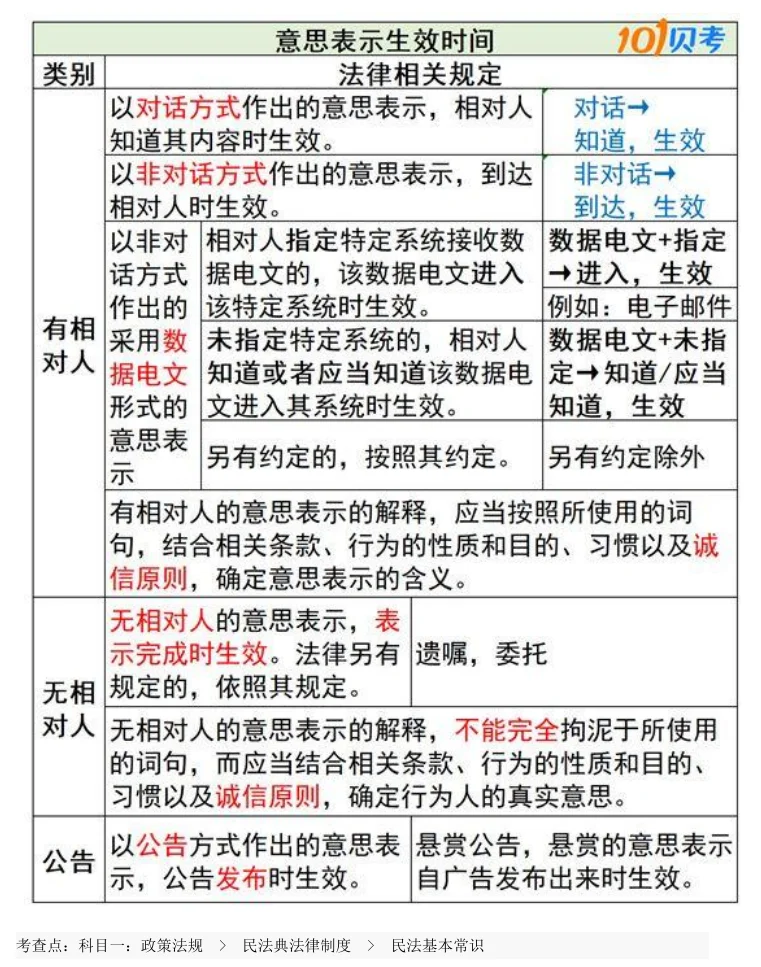 意思表示生效时间
101贝考
类别
法律相关规定
有相
对人
以对话方式作出的意思表示，相对人
知道其内容时生效。
对话→
知道，生效
以非对话方式作出的意思表示，到达
相对人时生效。
非对话→
到达，生效
以非对
话方式
作出的
采用数
据电文
形式的
意思表
示
相对人指定特定系统接收数
据电文的，该数据电文进入
该特定系统时生效。
数据电文+指定
→进入，生效
例如：电子邮件
未指定特定系统的，相对人
知道或者应当知道该数据电
文进入其系统时生效。
数据电文+未指
定→知道/应当
知道，生效
另有约定的，按照其约定。
另有约定除外
有相对人的意思表示的解释，应当按照所使用的词
句，结合相关条款、行为的性质和目的、习惯以及诚
信原则，确定意思表示的含义。
无相
对人
无相对人的意思表示，表
示完成时生效。法律另有
规定的，依照其规定。
遗嘱，委托
无相对人的意思表示的解释，不能完全拘泥于所使用
的词句，而应当结合相关条款、行为的性质和目的、
习惯以及诚信原则，确定行为人的真实意思。
公告
以公告方式作出的意思表
示，公告发布时生效。
悬赏公告，悬赏的意思表示
自广告发布出来时生效。
考查点：科目一：政策法规 > 民法典法律制度 > 民法基本常识